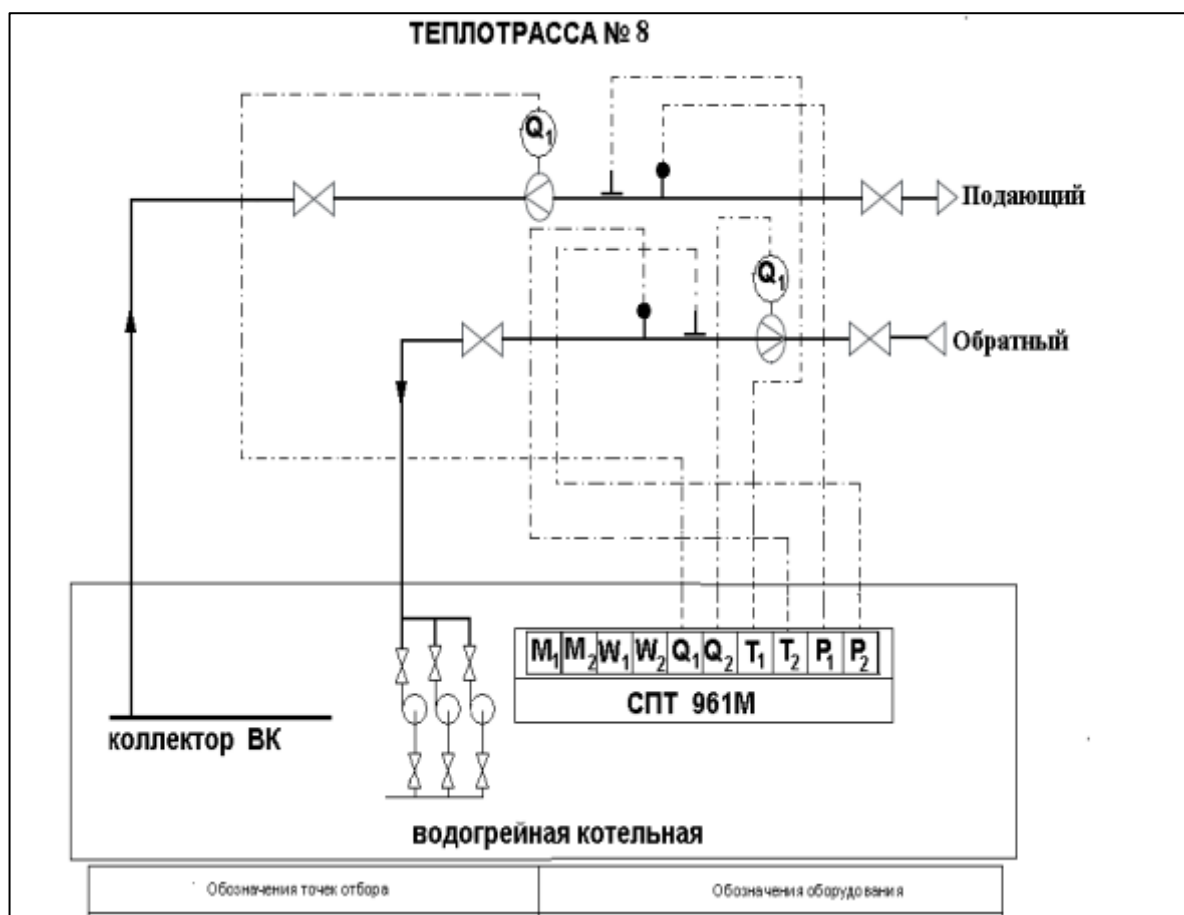 ТЕПЛОТРАССА № 8
Q1
Подающий
Q1
Обратный
M1 M2 W1 W2 Q1 Q2 T1 T2 P1 P2
СПТ 961М
коллектор ВК
водогрейная котельная
Обозначения точек отбора
Обозначения оборудования